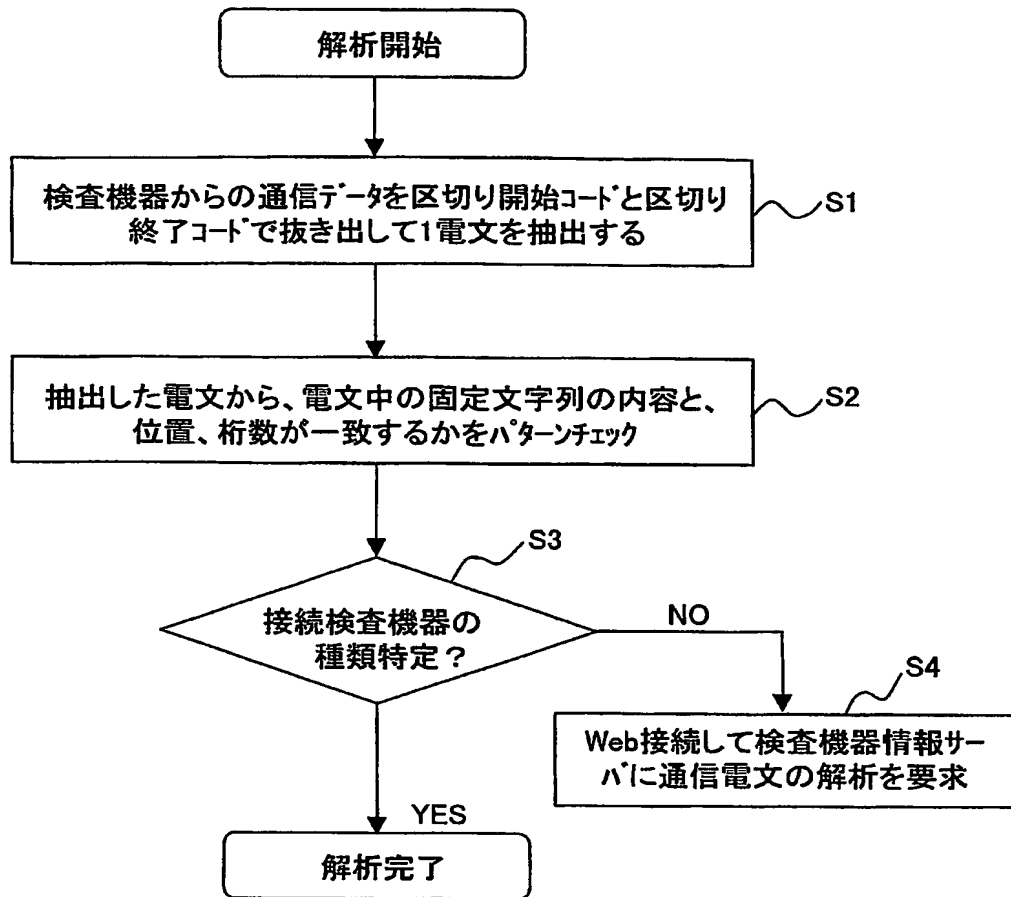 解析開始
検査機器からの通信ﾃﾞｰﾀを区切り開始ｺｰﾄﾞと区切り
終了ｺｰﾄﾞで抜き出して1電文を抽出する
S1
抽出した電文から、電文中の固定文字列の内容と、
位置、桁数が一致するかをﾊﾟﾀｰﾝﾁｪｯｸ
S2
S3
接続検査機器の
種類特定？
NO
S4
Web接続して検査機器情報ｻｰ
ﾊﾞに通信電文の解析を要求
YES
解析完了